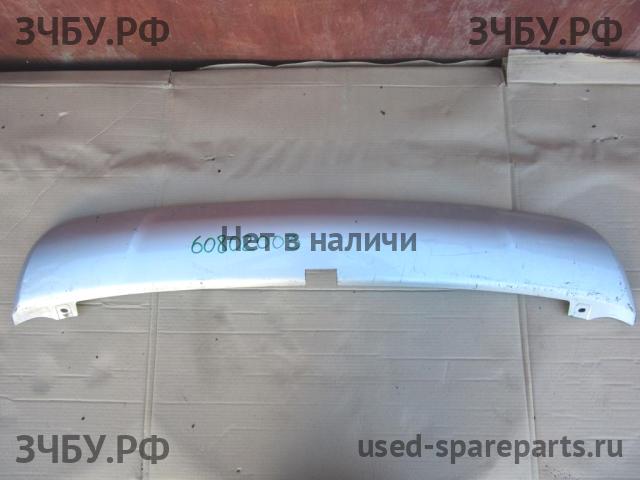 ЗЧБУ.РФ ЗЧБУ.РФ
Нет в наличи
ЗЧБУ.РФ used-spareparts.ru